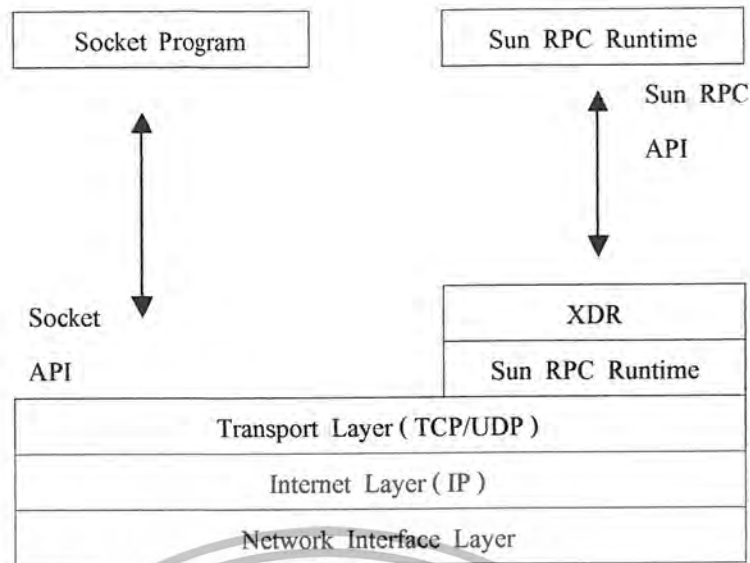 Socket Program
Sun RPC Runtime
Sun RPC
API
Socket
API
XDR
Sun RPC Runtime
Transport Layer ( TCP/UDP )
Internet Layer ( IP )
Network Interface Layer